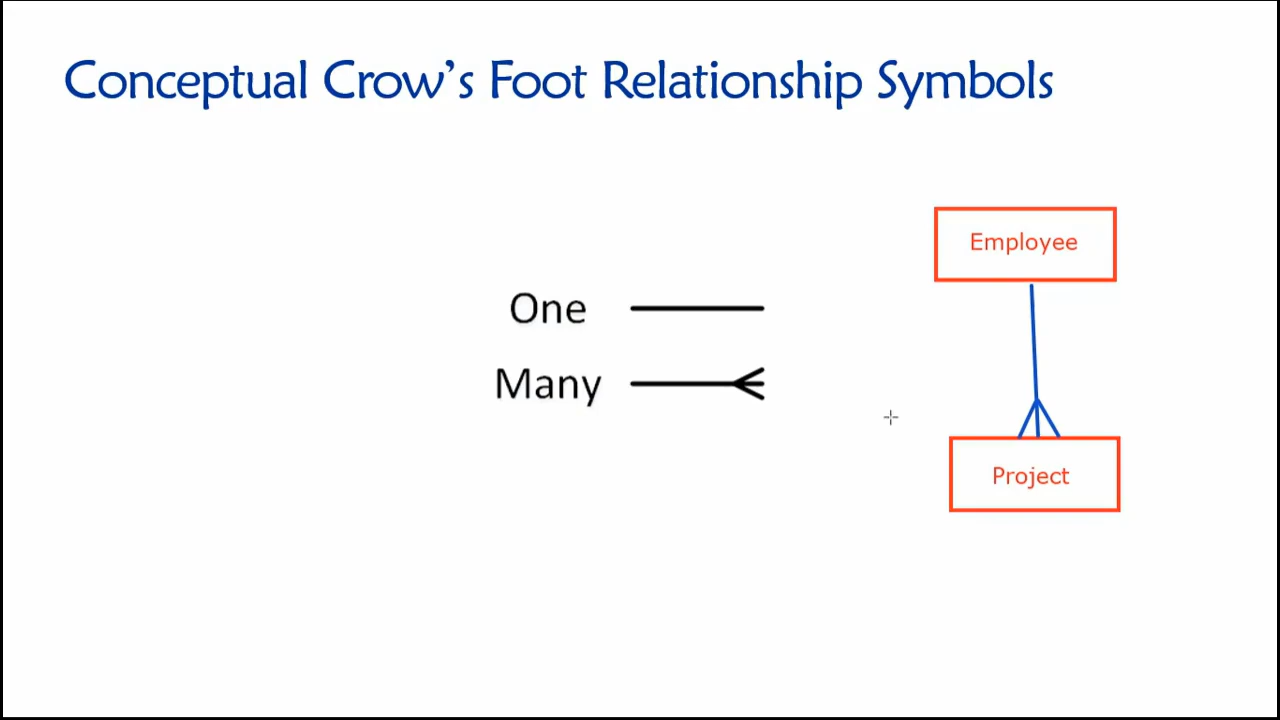 Conceptual Crow's Foot Relationship Symbols
Employee
One
Many
Project